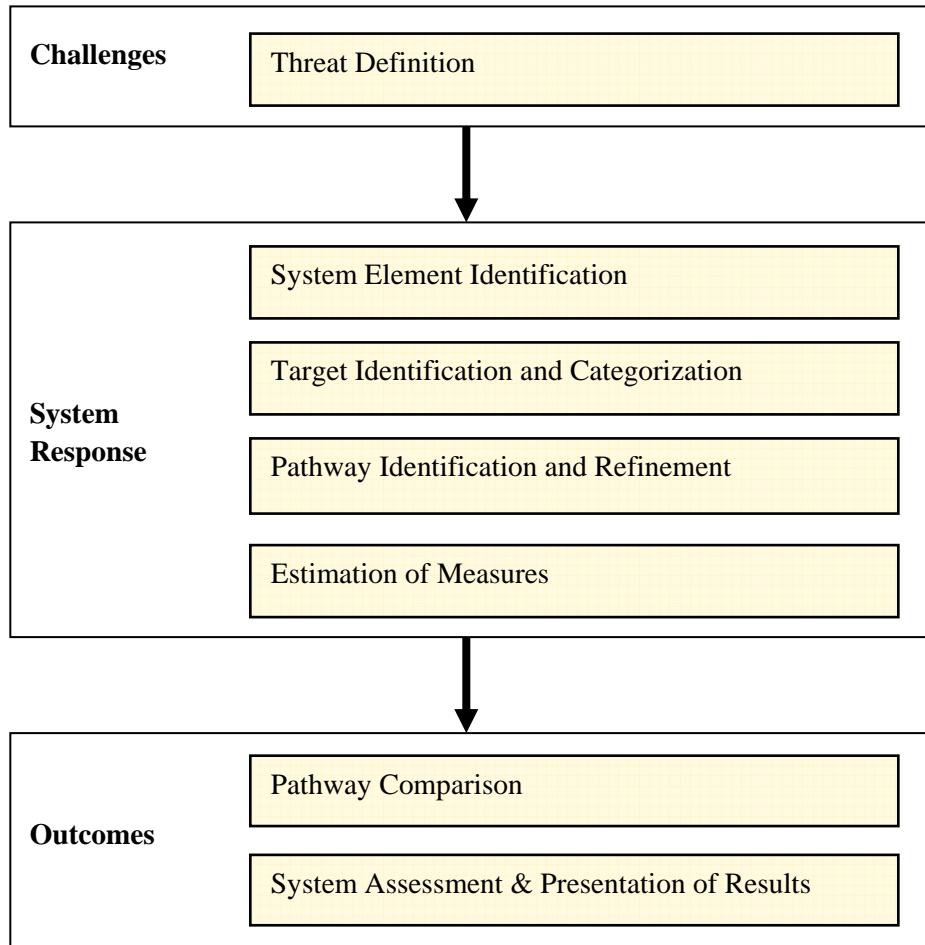 Challenges
Threat Definition
System Element Identification
Target Identification and Categorization
System
Response
Pathway Identification and Refinement
Estimation of Measures
Pathway Comparison
Outcomes
System Assessment & Presentation of Results